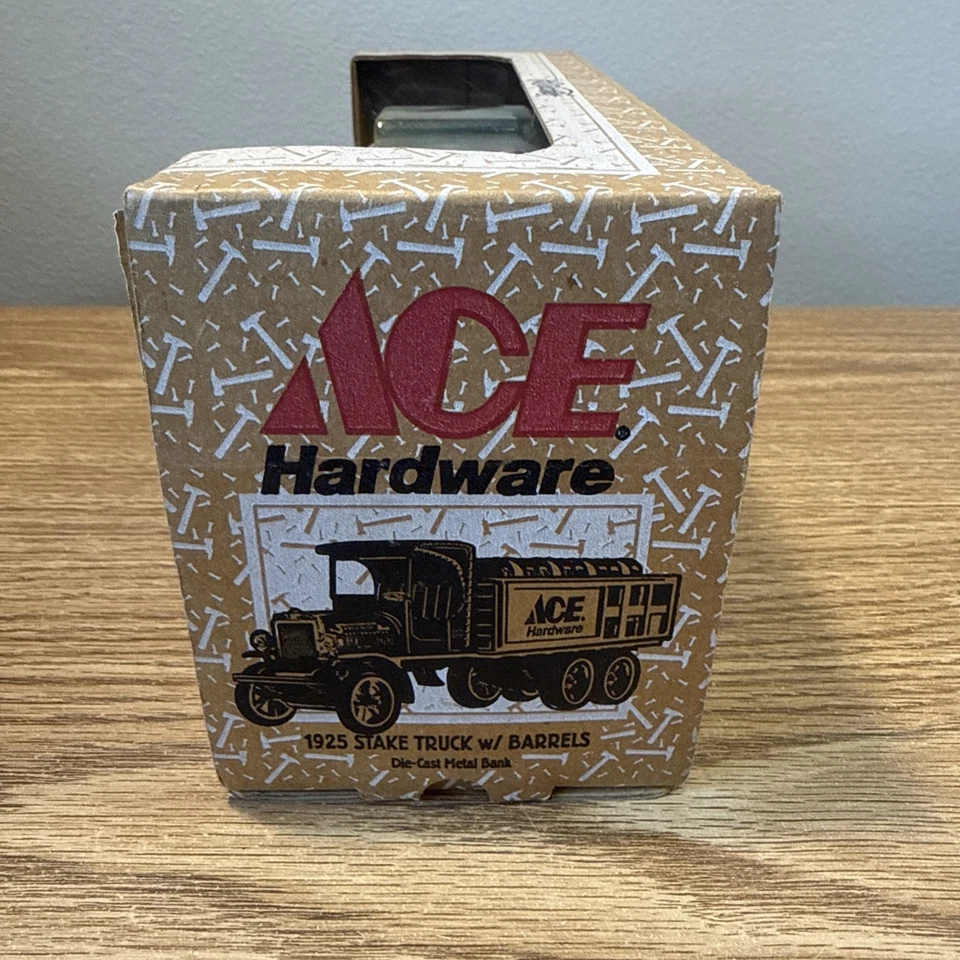 ACE®
Hardware
ACE.
Hardware
1925 STAKE TRUCK w/ BARRELS
Die-Cast Metal Bank